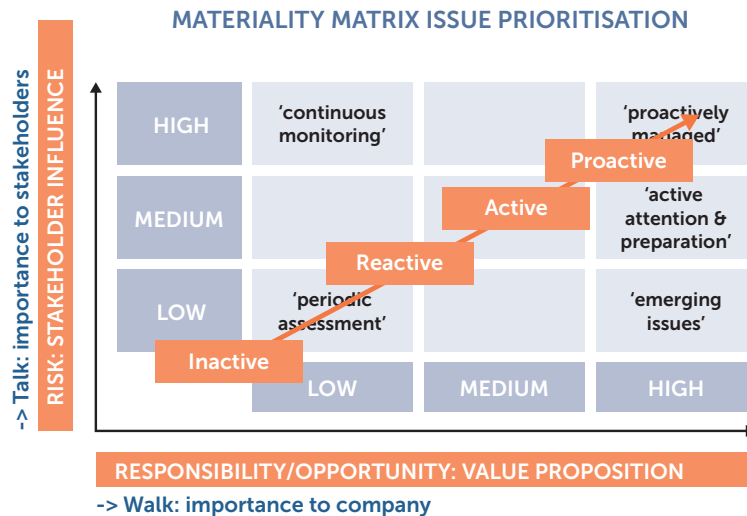 MATERIALITY MATRIX ISSUE PRIORITISATION
-> Talk: importance to stakeholders
RISK: STAKEHOLDER INFLUENCE
HIGH
‘continuous
monitoring’
‘proactively
managed’
Proactive
MEDIUM
Active
‘active
attention &
preparation’
Reactive
LOW
‘periodic
assessment’
‘emerging
issues’
Inactive
LOW
MEDIUM
HIGH
RESPONSIBILITY/OPPORTUNITY: VALUE PROPOSITION
-> Walk: importance to company